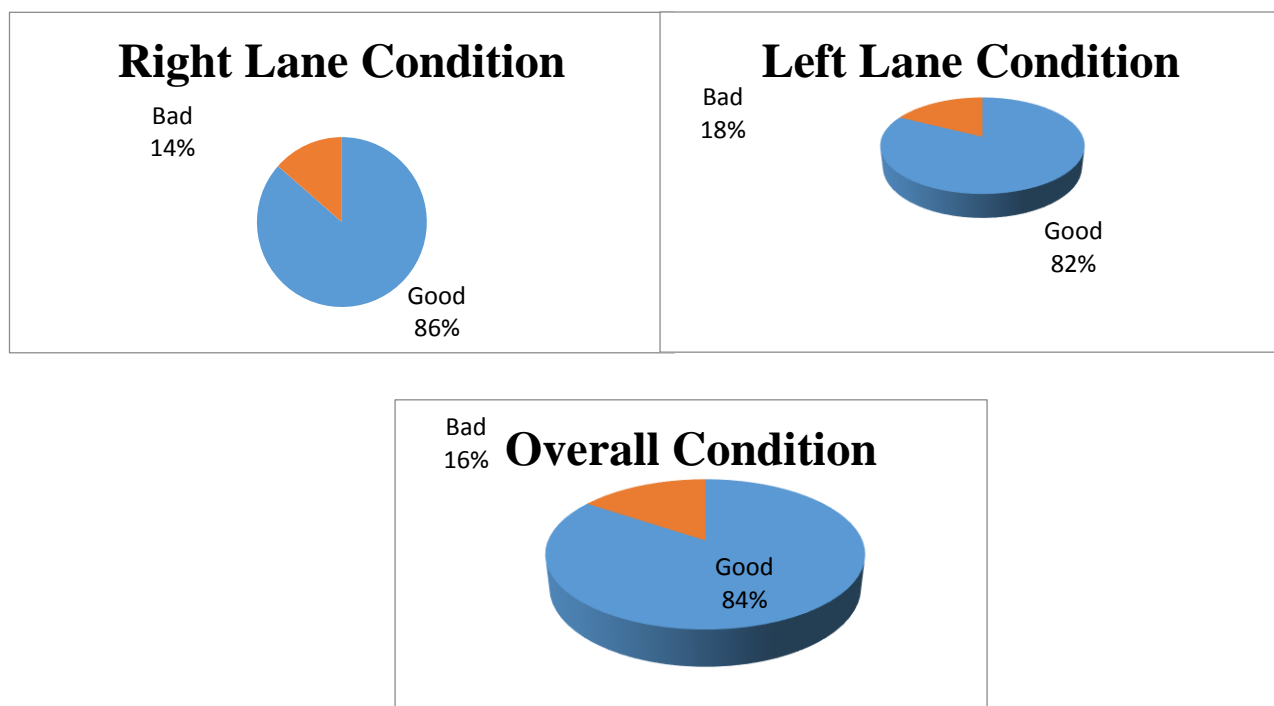 Right Lane Condition
Bad
14%
Good
86%
Left Lane Condition
Bad
18%
Good
82%
Overall Condition
Bad
16%
Good
84%